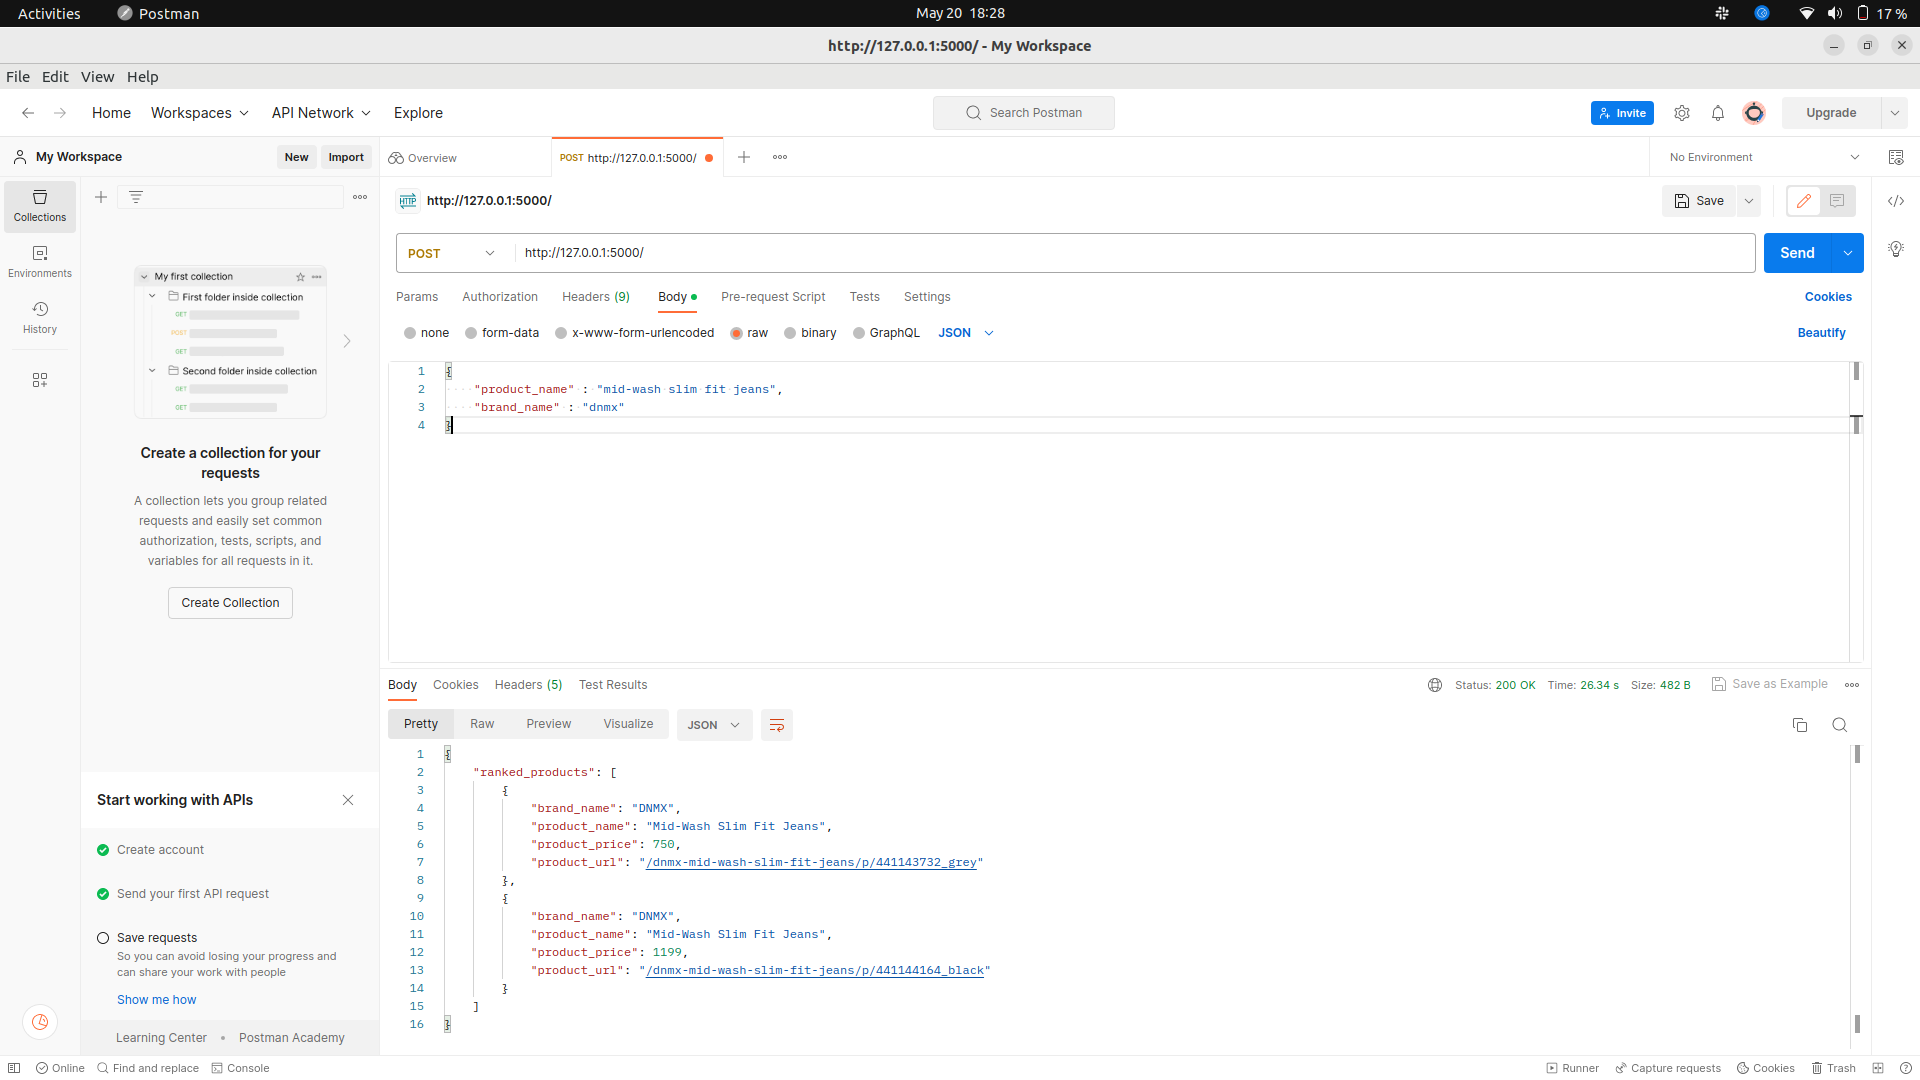 Activities Postman May 20 18:28 17 %
http://127.0.0.1:5000/ - My Workspace
File Edit View Help
Home Workspaces API Network Explore Search Postman Invite Upgrade
My Workspace New Import Overview POST http://127.0.0.1:5000/ No Environment
Collections
Environments
History
My first collection
First folder inside collection
GET
POST
GET
Second folder inside collection
GET
GET
Create a collection for your
requests
A collection lets you group related
requests and easily set common
authorization, tests, scripts, and
variables for all requests in it.
Create Collection
Start working with APIs
Create account
Send your first API request
Save requests
So you can avoid losing your progress and
can share your work with people
Show me how
Learning Center • Postman Academy
HTTP http://127.0.0.1:5000/ Save
POST http://127.0.0.1:5000/ Send
Params Authorization Headers (9) Body Pre-request Script Tests Settings Cookies
none form-data x-www-form-urlencoded raw binary GraphQL JSON Beautify
1 {
2 "product_name" : "mid-wash slim fit jeans",
3 "brand_name" : "dnmx"
4 }
Body Cookies Headers (5) Test Results Status: 200 OK Time: 26.34 s Size: 482 B Save as Example
Pretty Raw Preview Visualize JSON
1 {
2 "ranked_products": [
3 {
4 "brand_name": "DNMX",
5 "product_name": "Mid-Wash Slim Fit Jeans",
6 "product_price": 750,
7 "product_url": "/dnmx-mid-wash-slim-fit-jeans/p/441143732_grey"
8 },
9 {
10 "brand_name": "DNMX",
11 "product_name": "Mid-Wash Slim Fit Jeans",
12 "product_price": 1199,
13 "product_url": "/dnmx-mid-wash-slim-fit-jeans/p/441144164_black"
14 }
15 ]
16 }
Online Find and replace Console Runner Capture requests Cookies Trash